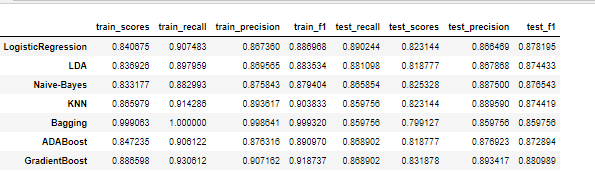 train_scores train_recall train_precision train_f1 test_recall test_scores test_precision test_f1
LogisticRegression 0.840675 0.907483 0.867360 0.886968 0.890244 0.823144 0.866469 0.878195
LDA 0.836926 0.897959 0.869565 0.883534 0.881098 0.818777 0.867868 0.874433
Naive-Bayes 0.833177 0.882993 0.875843 0.879404 0.865854 0.825328 0.887500 0.876543
KNN 0.865979 0.914286 0.893617 0.903833 0.859756 0.823144 0.889590 0.874419
Bagging 0.999063 1.000000 0.998641 0.999320 0.859756 0.799127 0.859756 0.859756
ADABoost 0.847235 0.906122 0.876316 0.890970 0.868902 0.818777 0.876923 0.872894
GradientBoost 0.886598 0.930612 0.907162 0.918737 0.868902 0.831878 0.893417 0.880989